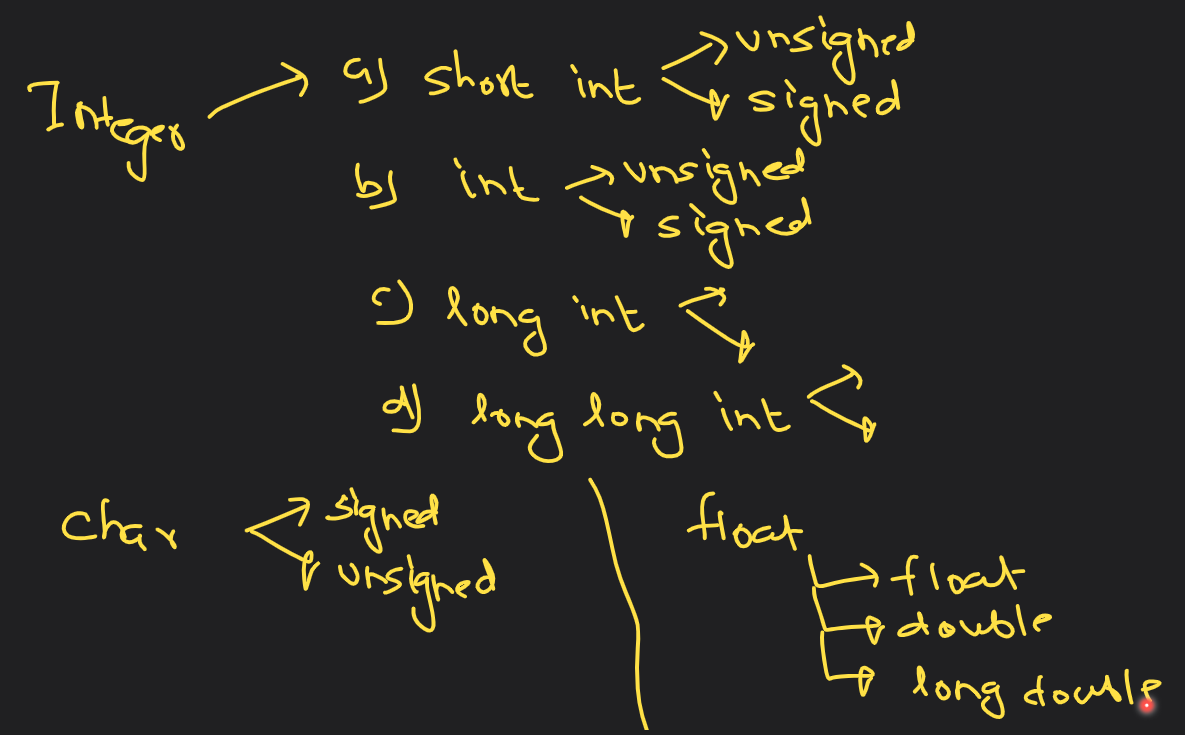 Integer → a) short int → unsigned
→ signed
b) int → unsigned
→ signed
c) long int
d) long long int
char → signed
→ unsigned
float
→ float
→ double
→ long double